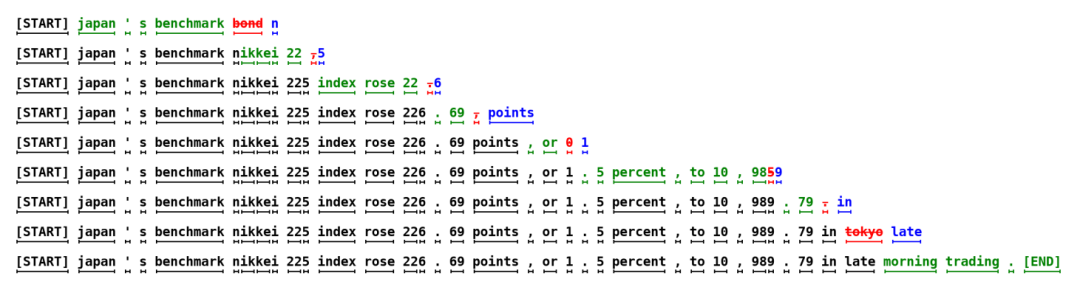 [START] japan ' s benchmark bond n
[START] japan ' s benchmark nikkei 22 , 5
[START] japan ' s benchmark nikkei 225 index rose 22 . 6
[START] japan ' s benchmark nikkei 225 index rose 226 . 69 , points
[START] japan ' s benchmark nikkei 225 index rose 226 . 69 points , or 0 1
[START] japan ' s benchmark nikkei 225 index rose 226 . 69 points , or 1 . 5 percent , to 10 , 9859
[START] japan ' s benchmark nikkei 225 index rose 226 . 69 points , or 1 . 5 percent , to 10 , 989 . 79 , in
[START] japan ' s benchmark nikkei 225 index rose 226 . 69 points , or 1 . 5 percent , to 10 , 989 . 79 in tokyo late
[START] japan ' s benchmark nikkei 225 index rose 226 . 69 points , or 1 . 5 percent , to 10 , 989 . 79 in late morning trading . [END]